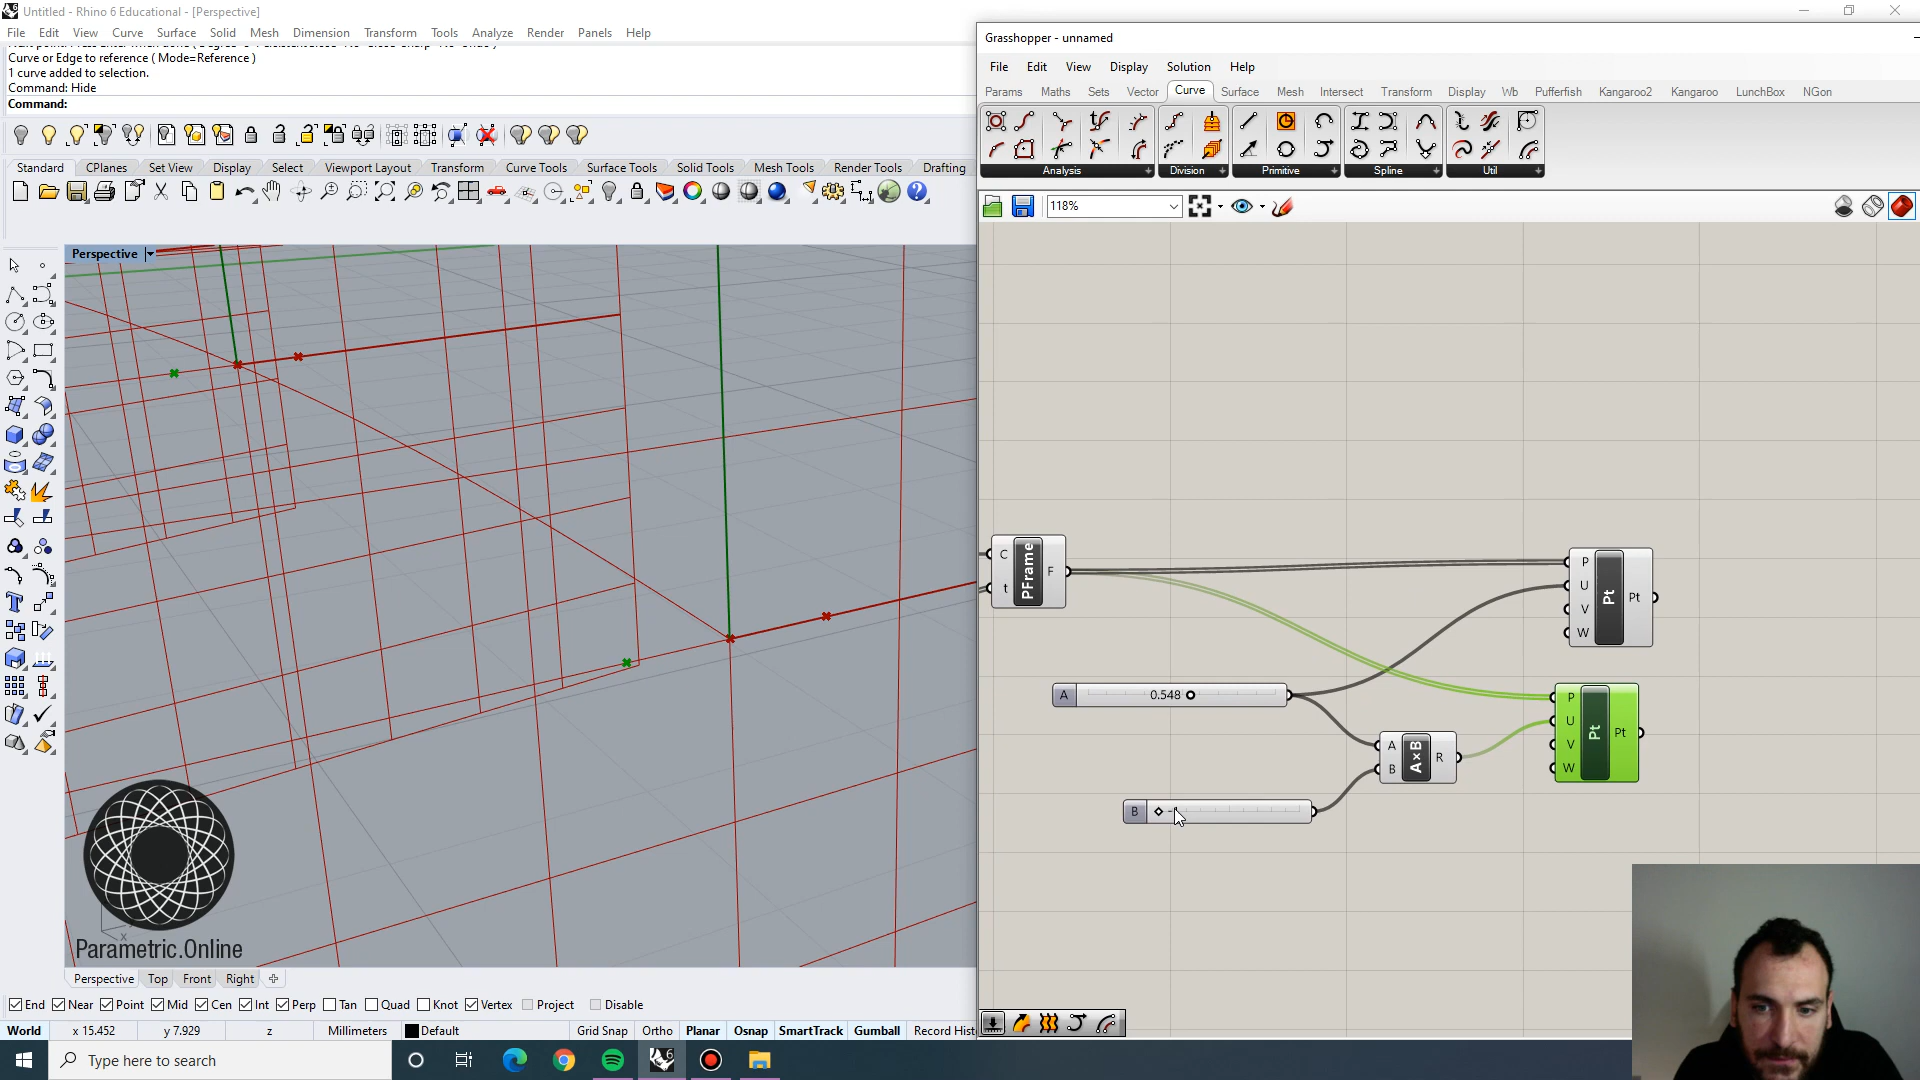 Untitled - Rhino 6 Educational - [Perspective]
File Edit View Curve Surface Solid Mesh Dimension Transform Tools Analyze Render Panels Help
Curve or Edge to reference ( Mode=Reference )
1 curve added to selection.
Command: Hide
Command:
Standard CPlanes Set View Display Select Viewport Layout Transform Curve Tools Surface Tools Solid Tools Mesh Tools Render Tools Drafting
Perspective
Parametric.Online
Perspective Top Front Right
End Near Point Mid Cen Int Perp Tan Quad Knot Vertex Project Disable
World x 15.452 y 7.929 z Millimeters Default Grid Snap Ortho Planar Osnap SmartTrack Gumball Record Hist
Type here to search
Grasshopper - unnamed
File Edit View Display Solution Help
Params Maths Sets Vector Curve Surface Mesh Intersect Transform Display Wb Pufferfish Kangaroo2 Kangaroo LunchBox NGon
Analysis Division Primitive Spline Util
118%
C t PFrame F
P U V W Pt Pt
A 0.548
A B A×B R
B
P U V W Pt Pt